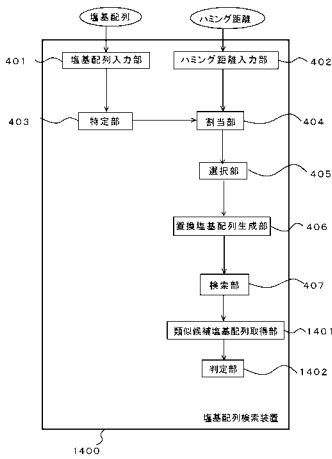 塩基配列
ハミング距離
401
塩基配列入力部
ハミング距離入力部
402
403
特定部
割当部
404
選択部
405
置換塩基配列生成部
406
検索部
407
類似候補塩基配列取得部
1401
判定部
1402
塩基配列検索装置
1400